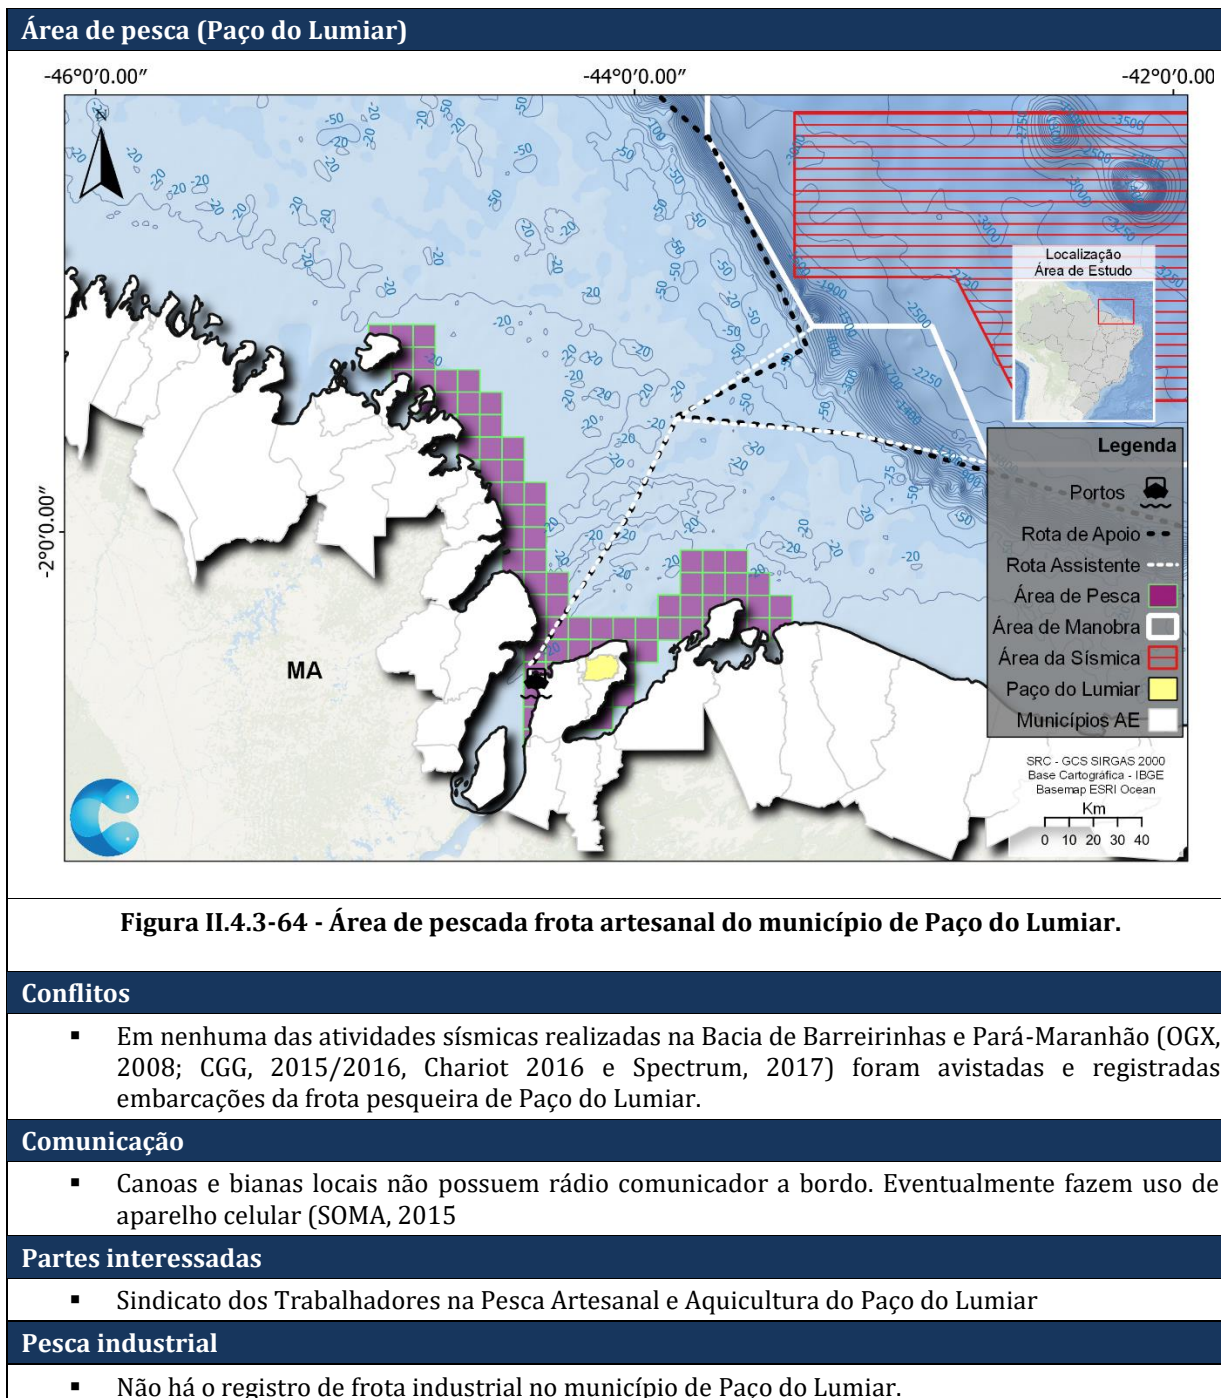 Área de pesca (Paço do Lumiar)
-46°0'0.00″ -44°0'0.00″ -42°0'0.00
-2°0'0.00″
N
MA
Localização
Área de Estudo
Legenda
Portos
Rota de Apoio
Rota Assistente
Área de Pesca
Área de Manobra
Área da Sísmica
Paço do Lumiar
Municípios AE
SRC - GCS SIRGAS 2000
Base Cartográfica - IBGE
Basemap ESRI Ocean
Km
0 10 20 30 40
Figura II.4.3-64 - Área de pescada frota artesanal do município de Paço do Lumiar.
Conflitos
▪ Em nenhuma das atividades sísmicas realizadas na Bacia de Barreirinhas e Pará-Maranhão (OGX,
2008; CGG, 2015/2016, Chariot 2016 e Spectrum, 2017) foram avistadas e registradas
embarcações da frota pesqueira de Paço do Lumiar.
Comunicação
▪ Canoas e bianas locais não possuem rádio comunicador a bordo. Eventualmente fazem uso de
aparelho celular (SOMA, 2015
Partes interessadas
▪ Sindicato dos Trabalhadores na Pesca Artesanal e Aquicultura do Paço do Lumiar
Pesca industrial
▪ Não há o registro de frota industrial no município de Paço do Lumiar.